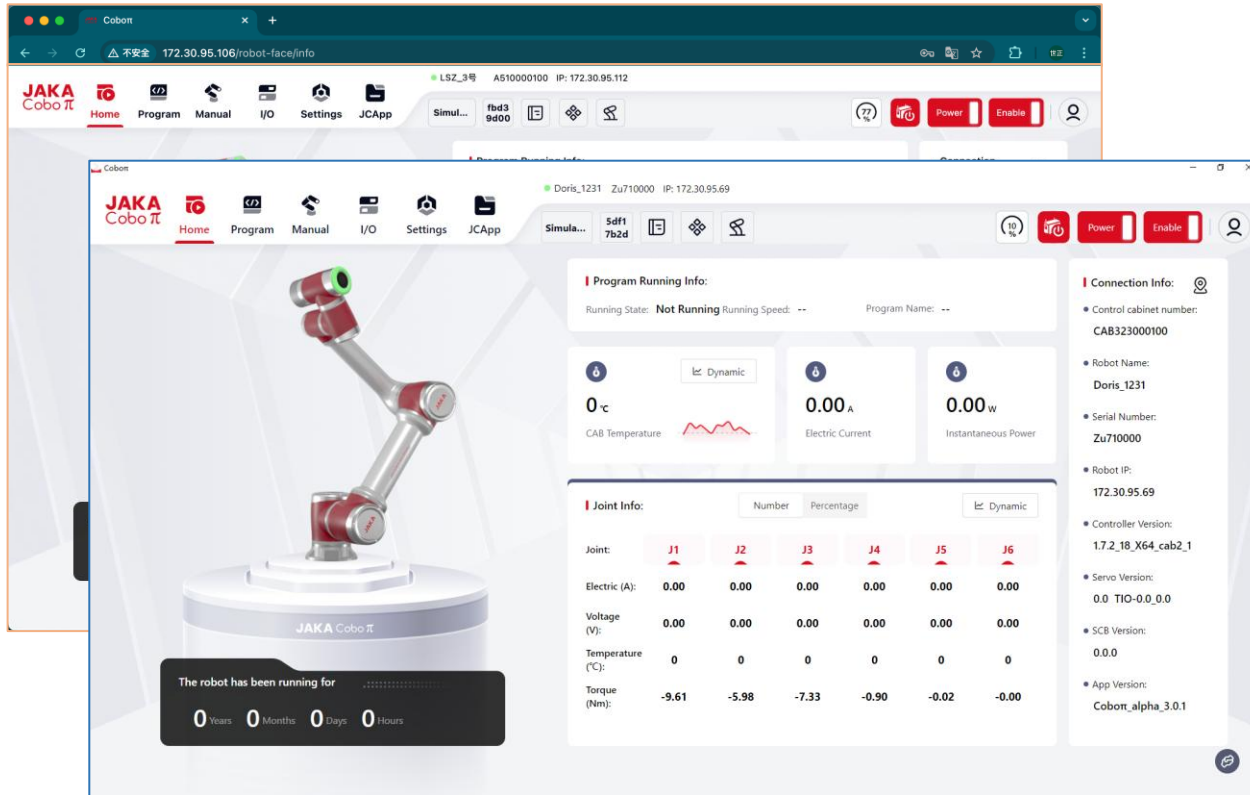 Coboπ
不安全 172.30.95.106/robot-face/info
LSZ_3号 A510000100 IP: 172.30.95.112
JAKA
Cobo π
Home Program Manual I/O Settings JCApp
Simul... fbd3
9d00
77
%
Power Enable
Coboπ
Doris_1231 Zu710000 IP: 172.30.95.69
JAKA
Cobo π
Home Program Manual I/O Settings JCApp
Simula... 5df1
7b2d
10
%
Power Enable
Program Running Info:
Running State: Not Running Running Speed: -- Program Name: --
Dynamic
0 ℃
CAB Temperature
0.00 A
Electric Current
0.00 W
Instantaneous Power
Joint Info: Number Percentage Dynamic
Joint: J1 J2 J3 J4 J5 J6
Electric (A): 0.00 0.00 0.00 0.00 0.00 0.00
Voltage
(V): 0.00 0.00 0.00 0.00 0.00 0.00
Temperature
(℃): 0 0 0 0 0 0
Torque
(Nm): -9.61 -5.98 -7.33 -0.90 -0.02 -0.00
Connection Info:
Control cabinet number:
CAB323000100
Robot Name:
Doris_1231
Serial Number:
Zu710000
Robot IP:
172.30.95.69
Controller Version:
1.7.2_18_X64_cab2_1
Servo Version:
0.0 TIO-0.0_0.0
SCB Version:
0.0.0
App Version:
Coboπ_alpha_3.0.1
JAKA
JAKA
JAKA Cobo π
The robot has been running for
0 Years 0 Months 0 Days 0 Hours